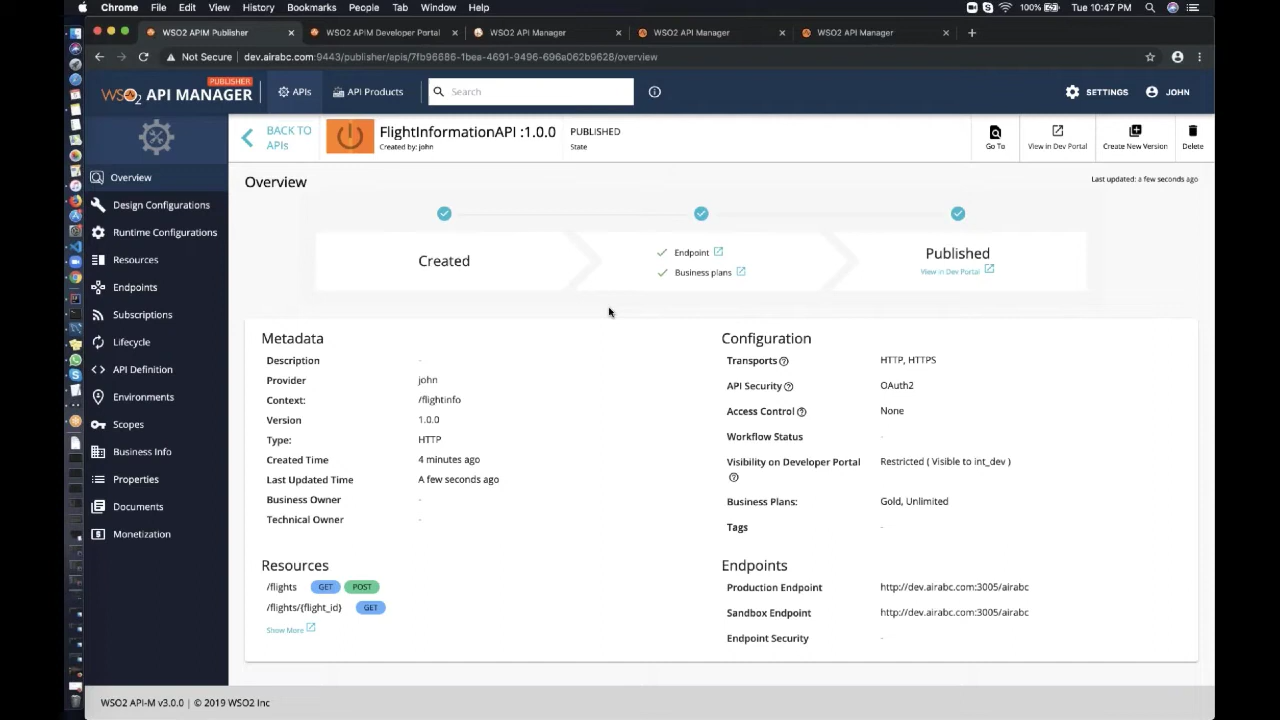 Chrome File Edit View History Bookmarks People Tab Window Help 100% Tue 10:47 PM
WSO2 APIM Publisher WSO2 APIM Developer Portal WSO2 API Manager WSO2 API Manager WSO2 API Manager
Not Secure dev.airabc.com:9443/publisher/apis/7fb96686-1bea-4691-9496-696a062b9628/overview
PUBLISHER
WSO2 API MANAGER APIs API Products Search SETTINGS JOHN
BACK TO APIs
FlightInformationAPI :1.0.0
Created by: john
PUBLISHED
State
Go To
View in Dev Portal
Create New Version
Delete
Overview
Design Configurations
Runtime Configurations
Resources
Endpoints
Subscriptions
Lifecycle
API Definition
Environments
Scopes
Business Info
Properties
Documents
Monetization
Overview
Last updated: a few seconds ago
Created
Endpoint
Business plans
Published
View in Dev Portal
Metadata
Description -
Provider john
Context: /flightinfo
Version 1.0.0
Type: HTTP
Created Time 4 minutes ago
Last Updated Time A few seconds ago
Business Owner -
Technical Owner -
Configuration
Transports HTTP, HTTPS
API Security OAuth2
Access Control None
Workflow Status -
Visibility on Developer Portal Restricted ( Visible to int_dev )
Business Plans: Gold, Unlimited
Tags -
Resources
/flights GET POST
/flights/{flight_id} GET
Show More
Endpoints
Production Endpoint http://dev.airabc.com:3005/airabc
Sandbox Endpoint http://dev.airabc.com:3005/airabc
Endpoint Security -
WSO2 API-M v3.0.0 | © 2019 WSO2 Inc